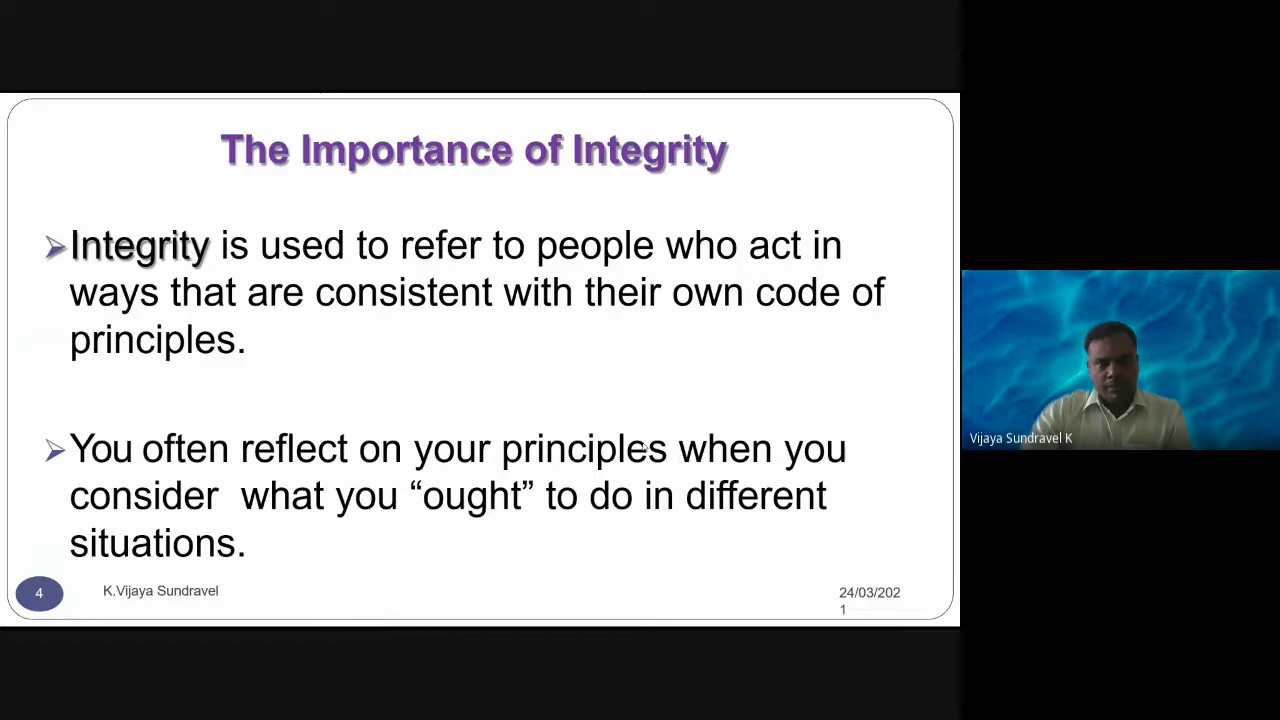 The Importance of Integrity
Integrity is used to refer to people who act in
ways that are consistent with their own code of
principles.
You often reflect on your principles when you
consider what you “ought” to do in different
situations.
4
K.Vijaya Sundravel
24/03/202
1
Vijaya Sundravel K